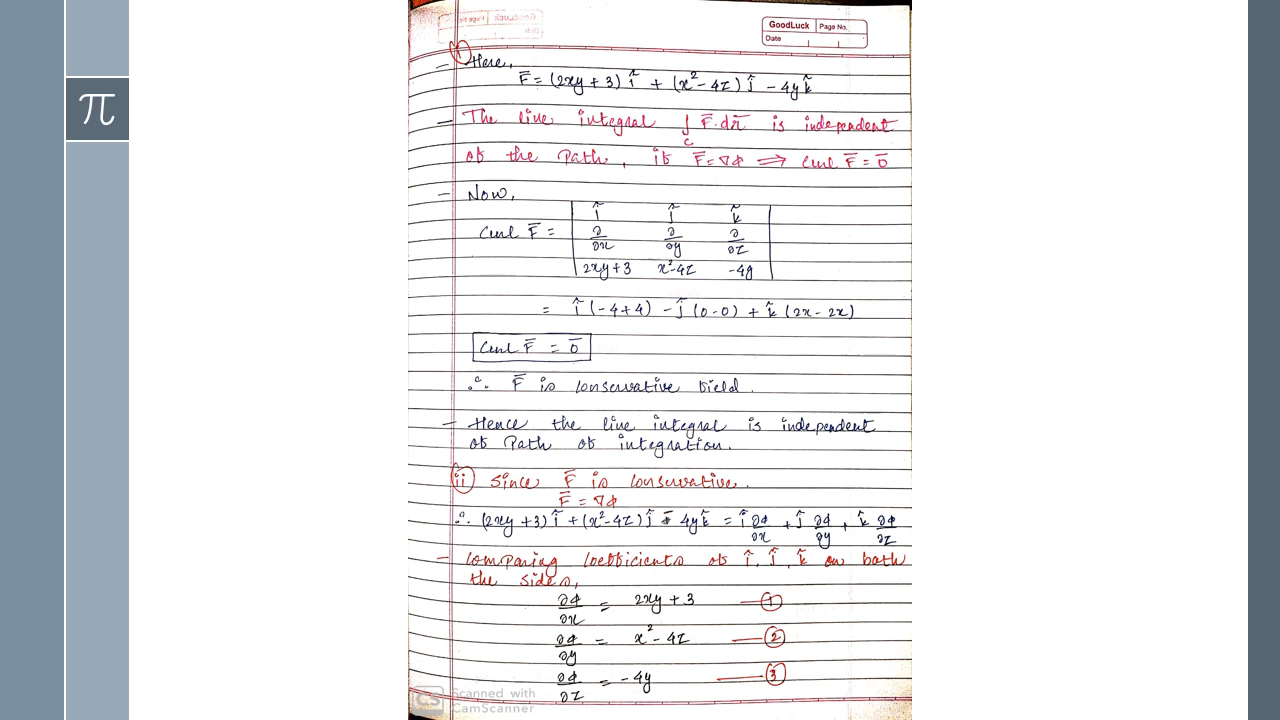 GoodLuck Page No.
Date
π
(i) Here,
F̄ = (2xy + 3) î + (x² - 4z) ĵ - 4y k̂
- The line integral ∫ F̄.dr̄ is independent
c
of the Path, if F̄ = ∇φ ⟹ curl F̄ = 0̄
- Now,
î ĵ k̂
curl F̄ = ∂/∂x ∂/∂y ∂/∂z
2xy+3 x²-4z -4y
= î (-4+4) - ĵ (0-0) + k̂ (2x - 2x)
curl F̄ = 0̄
∴ F̄ is conservative field.
- Hence the line integral is independent
of Path of integration.
(ii) Since F̄ is conservative.
F̄ = ∇φ
∴ (2xy + 3) î + (x² - 4z) ĵ - 4y k̂ = î ∂φ/∂x + ĵ ∂φ/∂y + k̂ ∂φ/∂z
- Comparing coefficients of î, ĵ, k̂ on both
the sides,
∂φ/∂x = 2xy + 3 — ①
∂φ/∂y = x² - 4z — ②
∂φ/∂z = -4y — ③
CS Scanned with
CamScanner